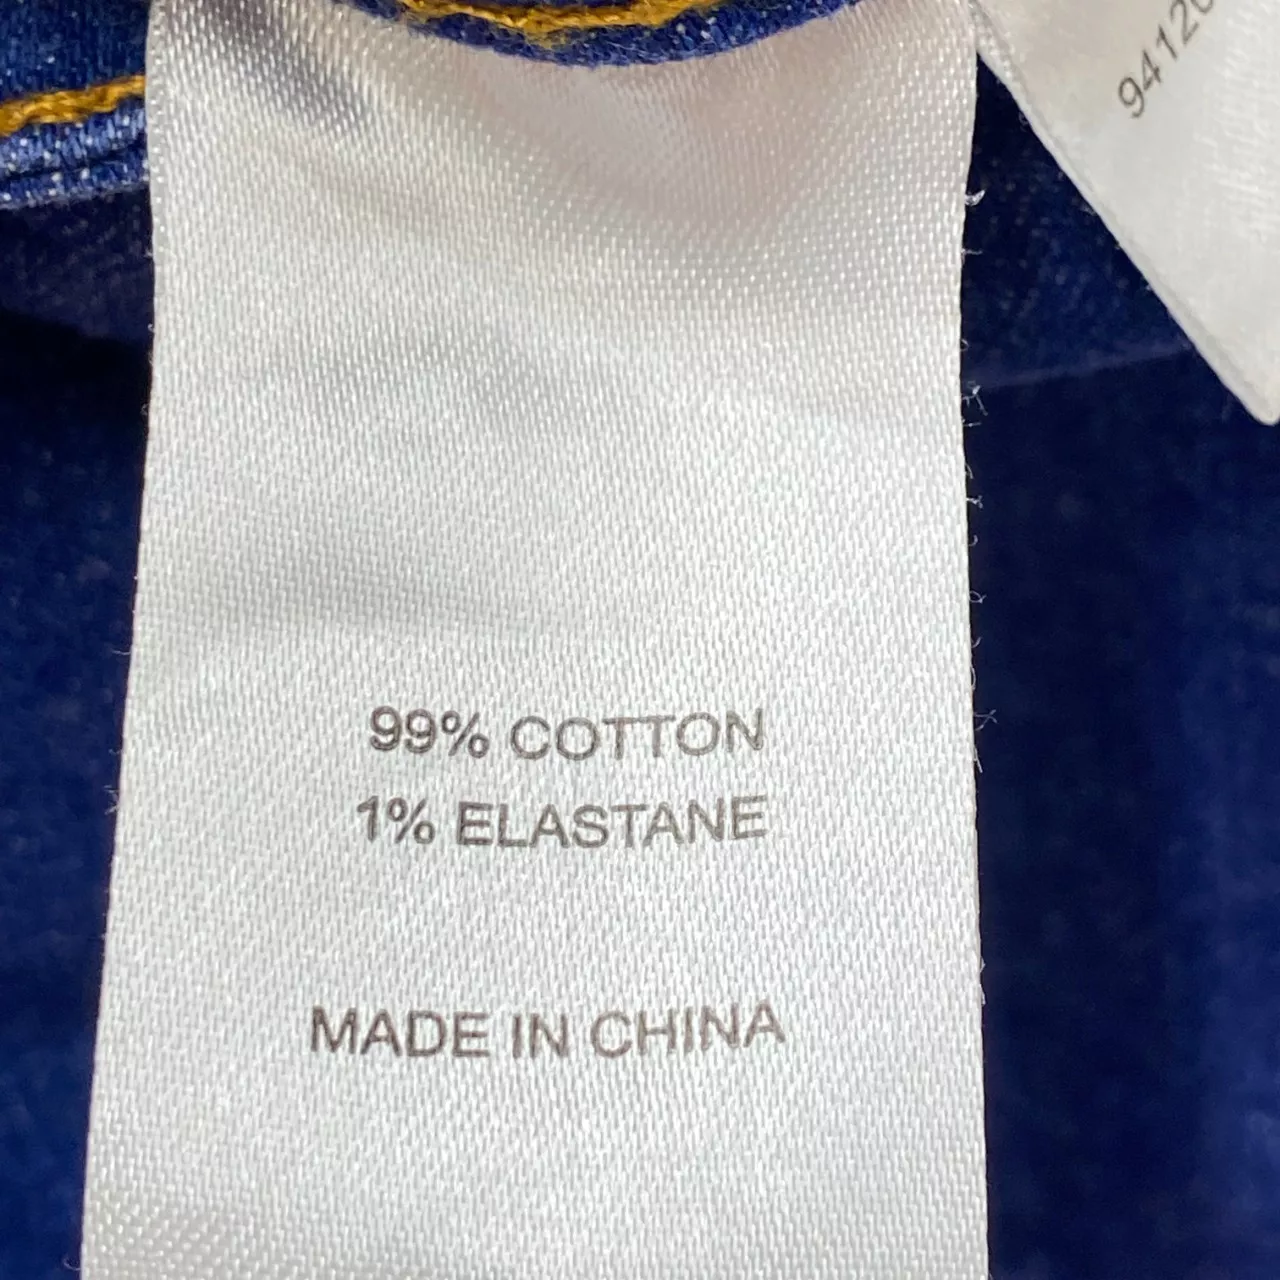 99% COTTON
1% ELASTANE
MADE IN CHINA